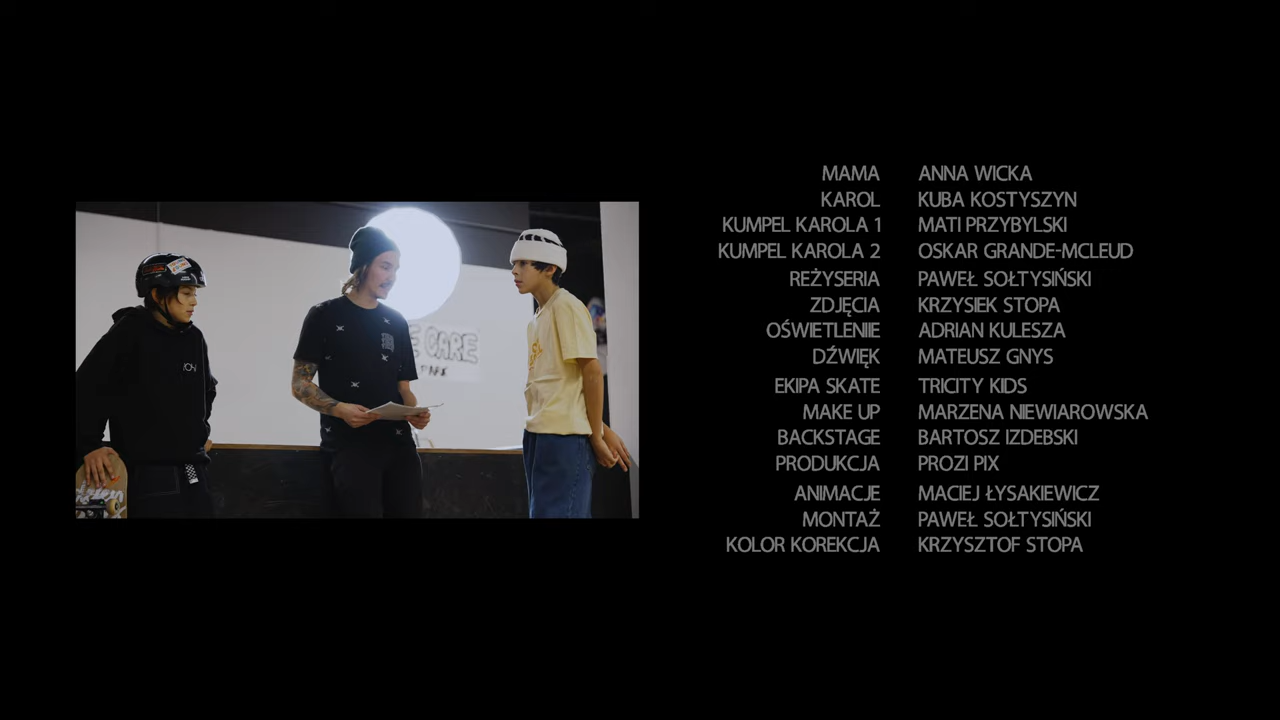 MAMA ANNA WICKA
KAROL KUBA KOSTYSZYN
KUMPEL KAROLA 1 MATI PRZYBYLSKI
KUMPEL KAROLA 2 OSKAR GRANDE-MCLEUD
REŻYSERIA PAWEŁ SOŁTYSIŃSKI
ZDJĘCIA KRZYSIEK STOPA
OŚWIETLENIE ADRIAN KULESZA
DŹWIĘK MATEUSZ GNYS
EKIPA SKATE TRICITY KIDS
MAKE UP MARZENA NIEWIAROWSKA
BACKSTAGE BARTOSZ IZDEBSKI
PRODUKCJA PROZI PIX
ANIMACJE MACIEJ ŁYSAKIEWICZ
MONTAŻ PAWEŁ SOŁTYSIŃSKI
KOLOR KOREKCJA KRZYSZTOF STOPA
CARE
PARK